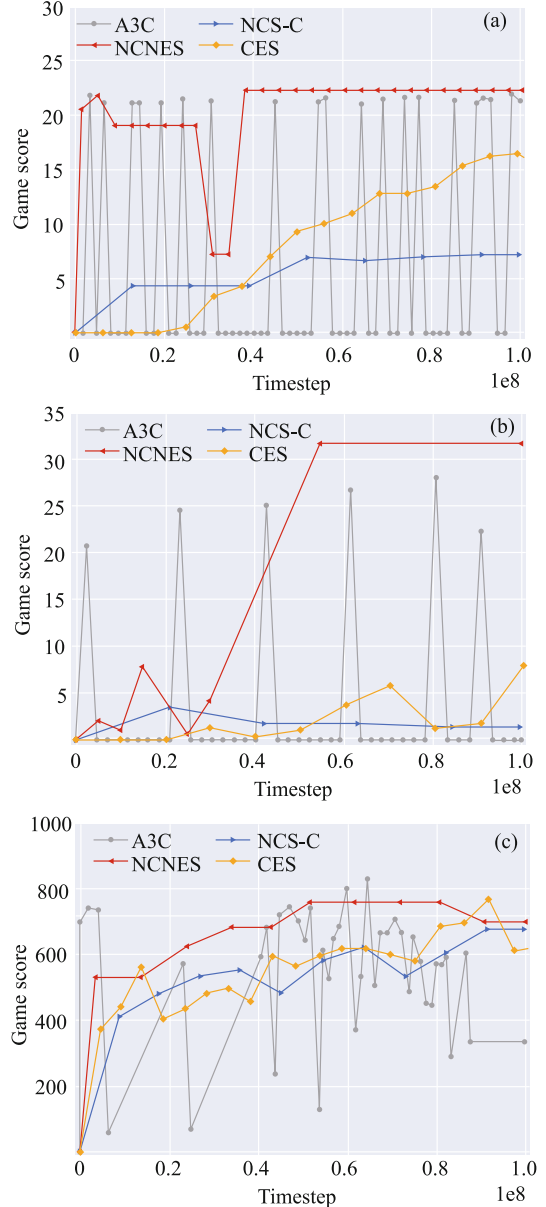 30
A3C NCS-C (a)
NCNES CES
25
20
15
10
5
Game score
0 0.2 0.4 0.6 0.8 1.0
Timestep 1e8
35
A3C NCS-C (b)
NCNES CES
30
25
20
15
10
5
Game score
0 0.2 0.4 0.6 0.8 1.0
Timestep 1e8
1000
A3C NCS-C (c)
NCNES CES
800
600
400
200
Game score
0 0.2 0.4 0.6 0.8 1.0
Timestep 1e8